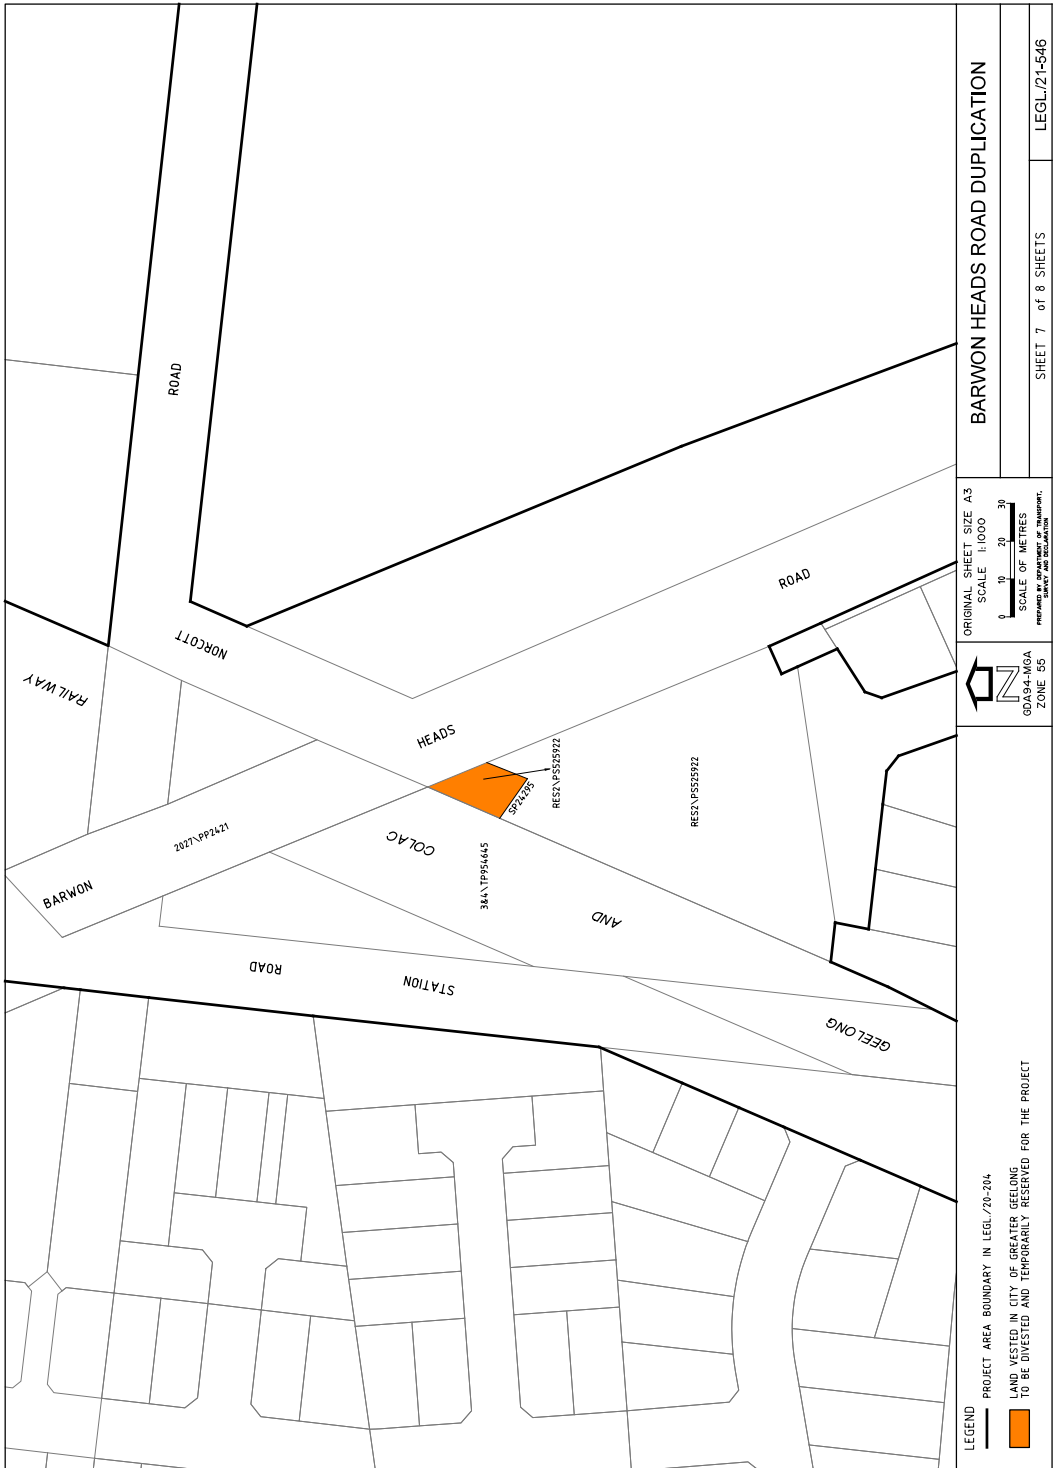 ROAD
NORCOTT
RAILWAY
ROAD
HEADS
BARWON
2027\PP2421
COLAC
SP24295
RES2\PS525922
RES2\PS525922
3&4\TP954645
AND
ROAD
STATION
GEELONG
LEGEND
PROJECT AREA BOUNDARY IN LEGL./20-204
LAND VESTED IN CITY OF GREATER GEELONG
TO BE DIVESTED AND TEMPORARILY RESERVED FOR THE PROJECT
N
GDA94-MGA
ZONE 55
ORIGINAL SHEET SIZE A3
SCALE 1:1000
0 10 20 30
SCALE OF METRES
PREPARED BY DEPARTMENT OF TRANSPORT,
SURVEY AND DECLARATION
BARWON HEADS ROAD DUPLICATION
SHEET 7 of 8 SHEETS
LEGL./21-546